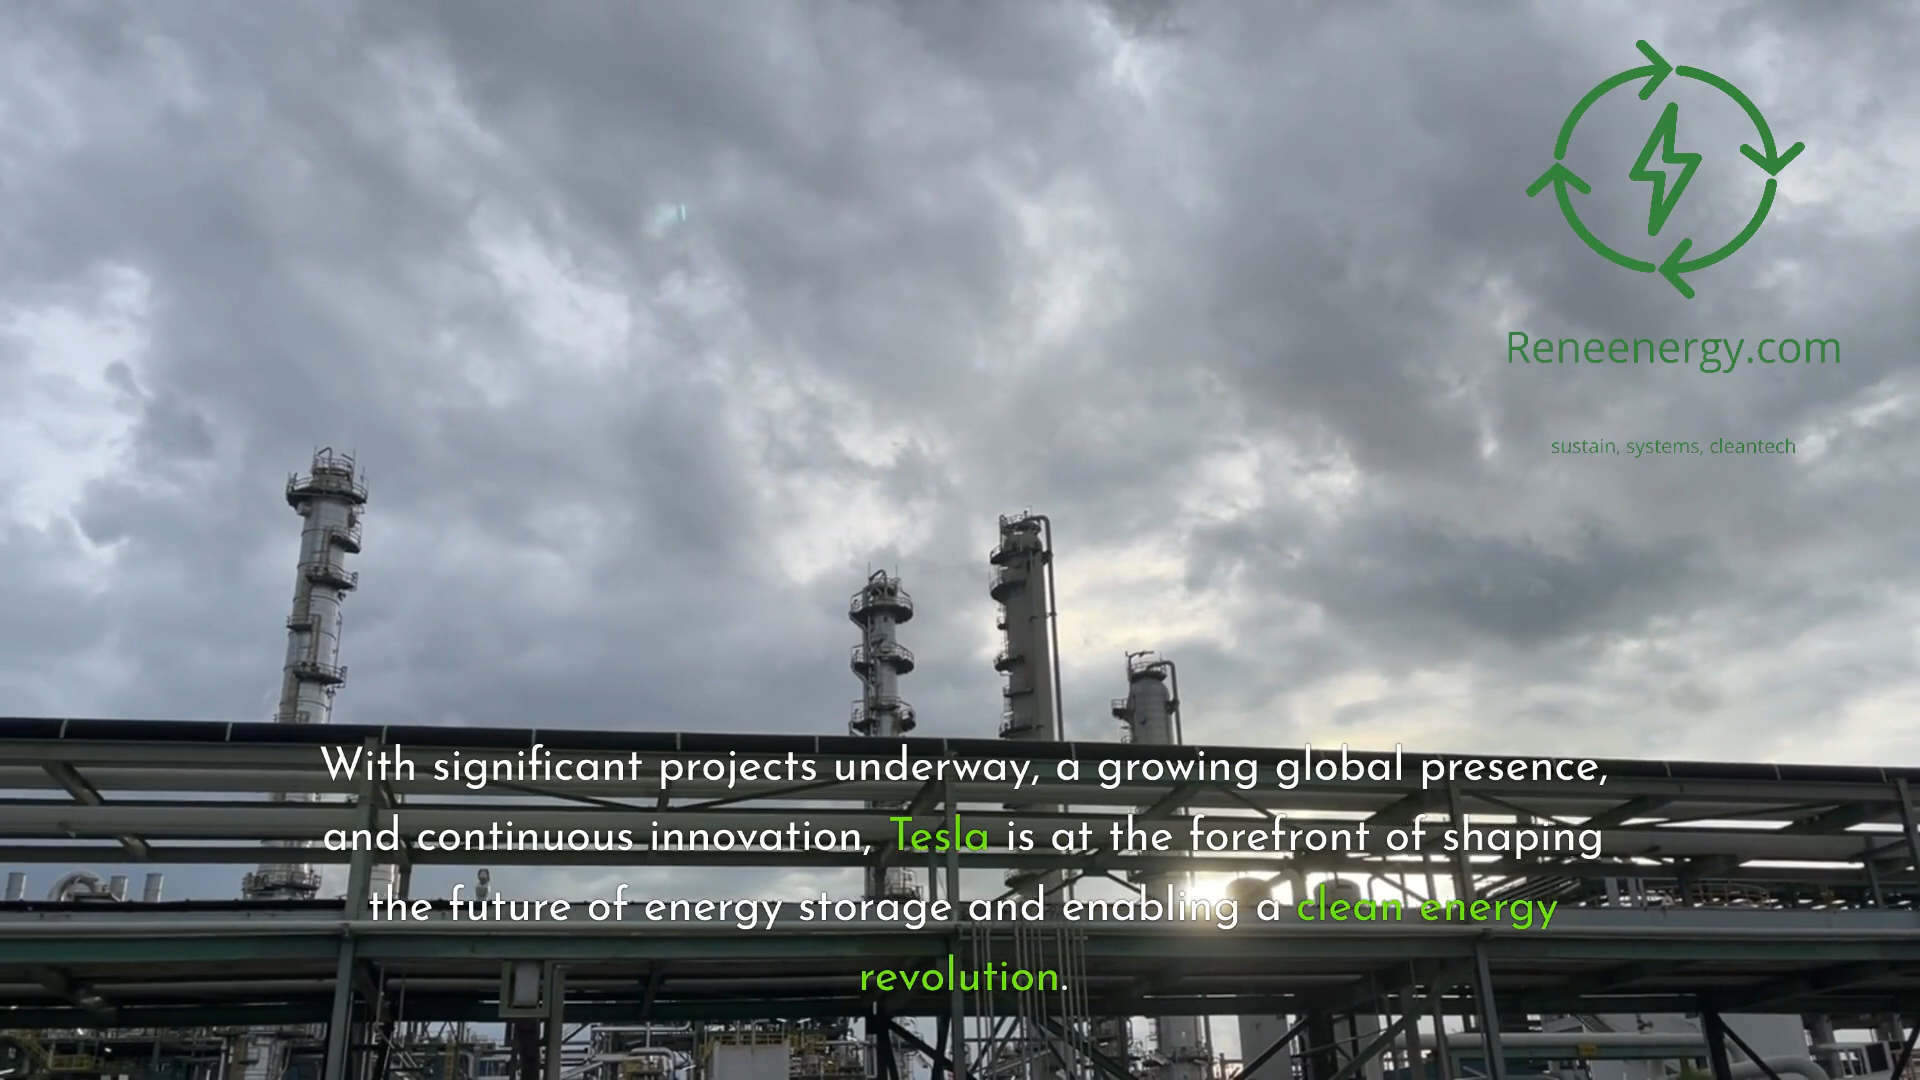 Reneenergy.com
sustain, systems, cleantech
With significant projects underway, a growing global presence,
and continuous innovation, Tesla is at the forefront of shaping
the future of energy storage and enabling a clean energy
revolution.